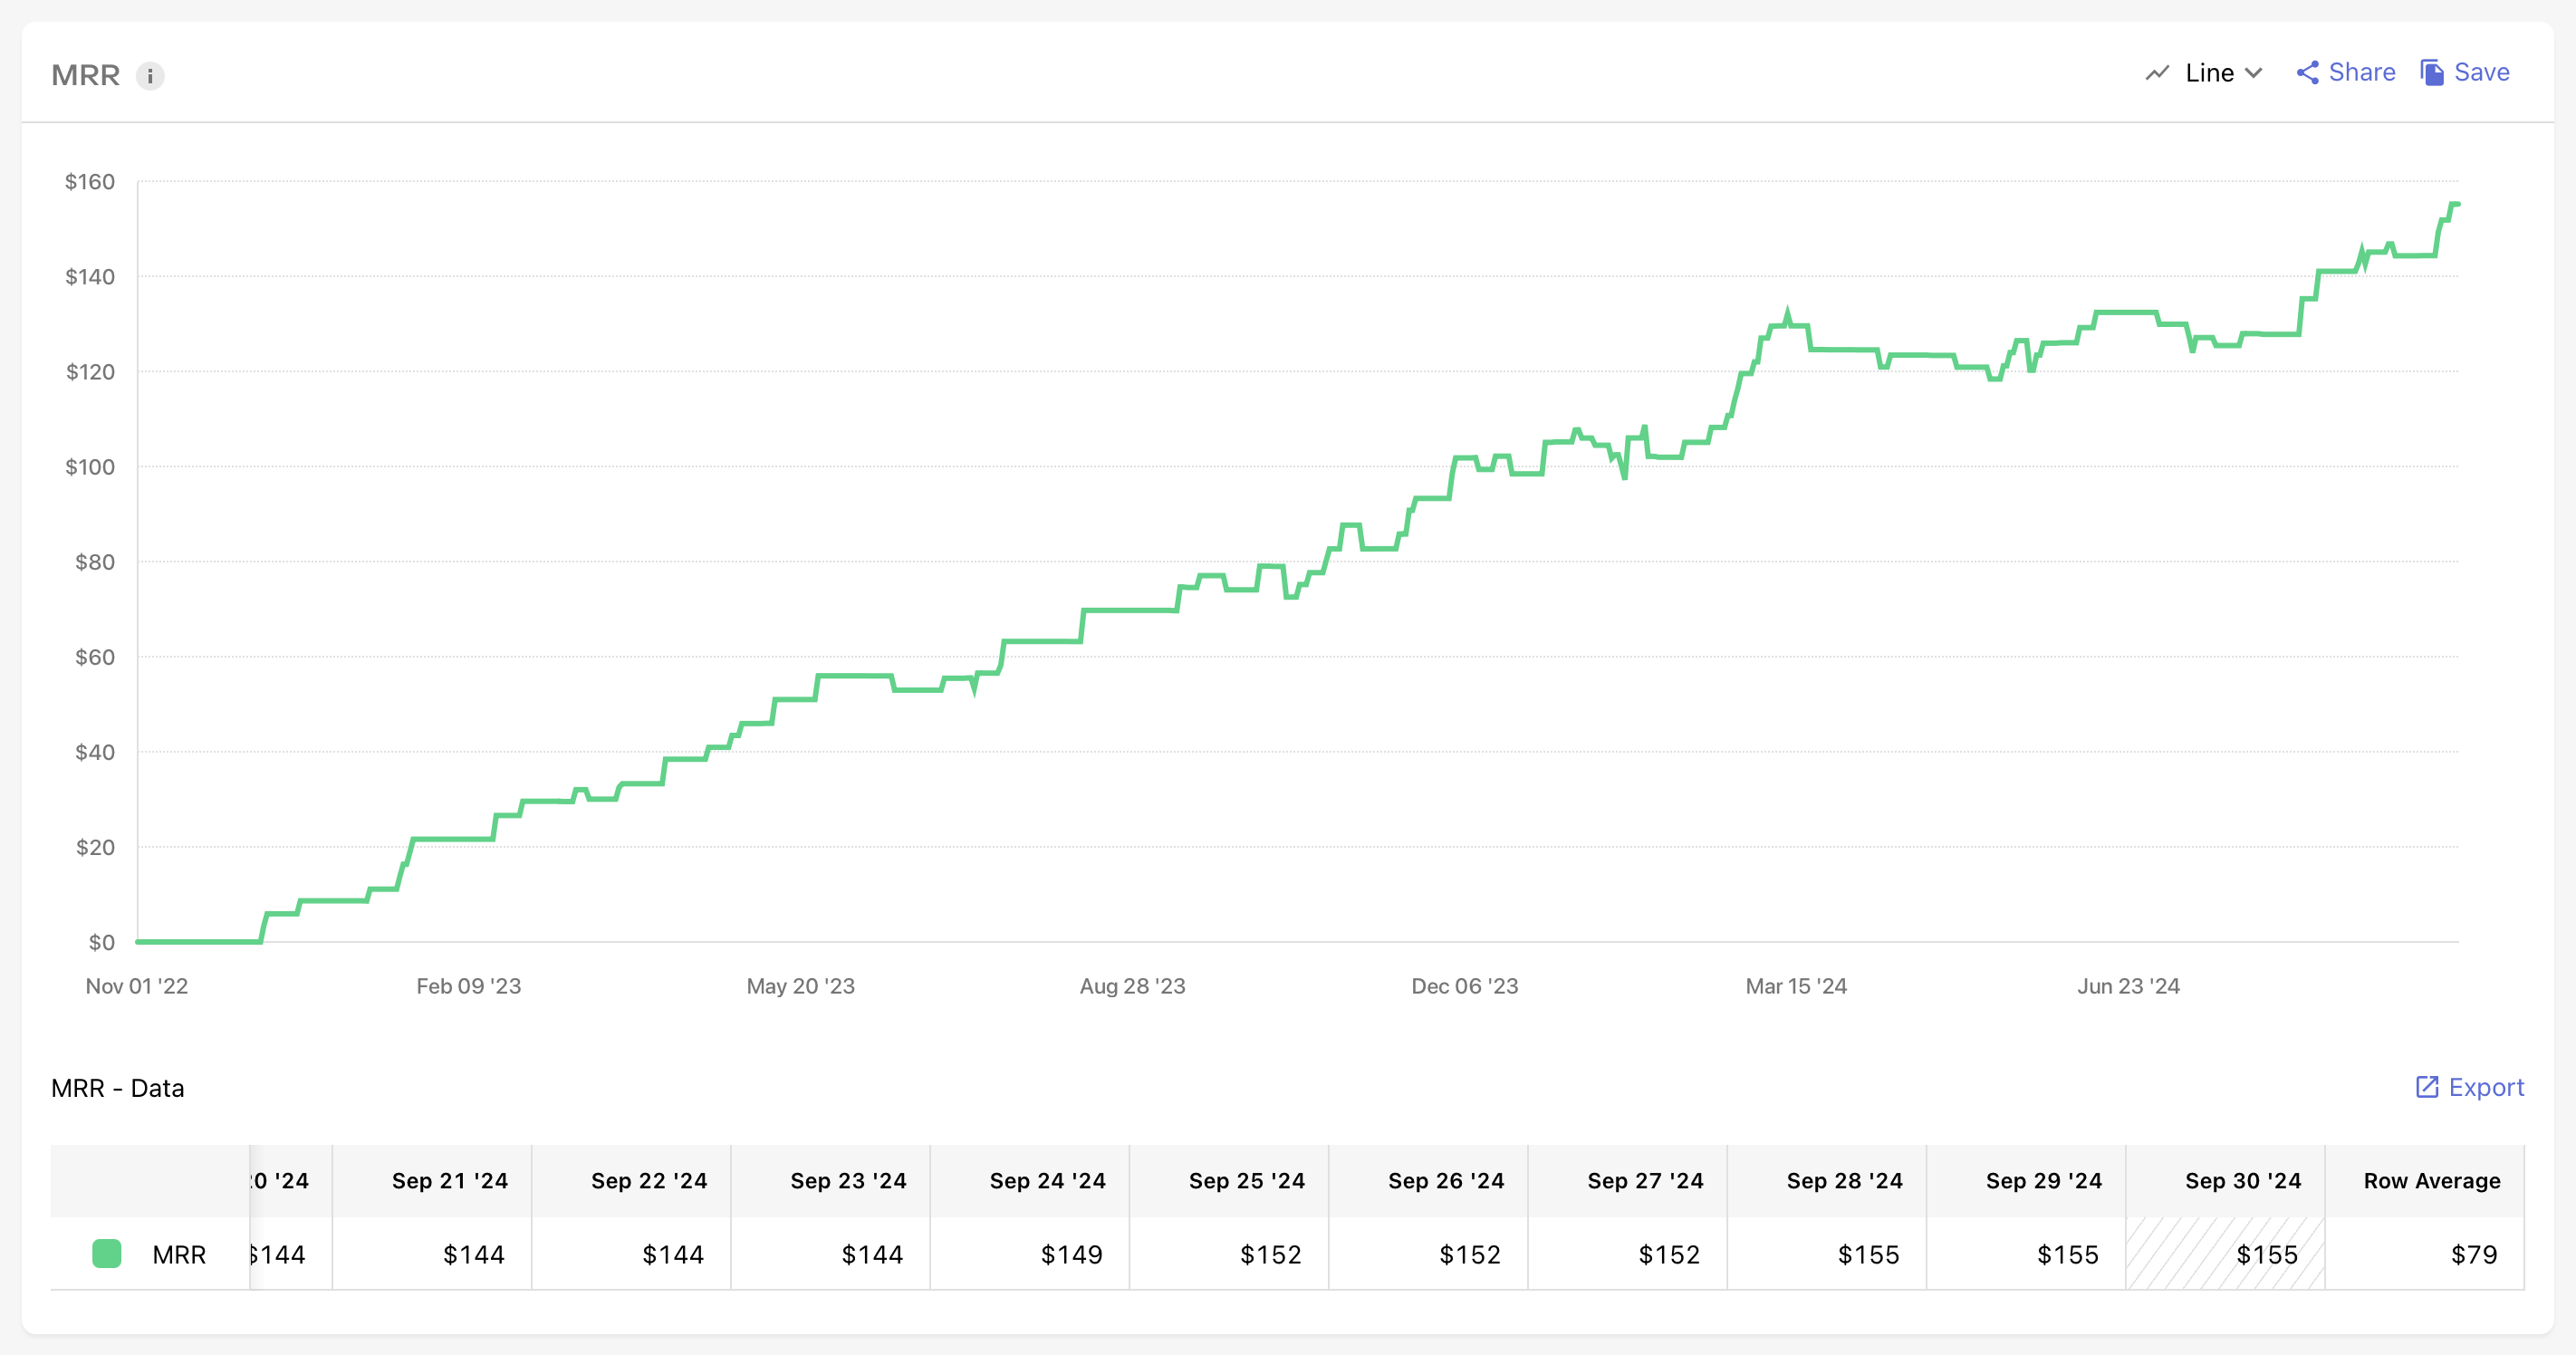 MRR i
Line Share Save
$160
$140
$120
$100
$80
$60
$40
$20
$0
Nov 01 '22 Feb 09 '23 May 20 '23 Aug 28 '23 Dec 06 '23 Mar 15 '24 Jun 23 '24
MRR - Data Export
20 '24 Sep 21 '24 Sep 22 '24 Sep 23 '24 Sep 24 '24 Sep 25 '24 Sep 26 '24 Sep 27 '24 Sep 28 '24 Sep 29 '24 Sep 30 '24 Row Average
MRR $144 $144 $144 $144 $149 $152 $152 $152 $155 $155 $155 $79